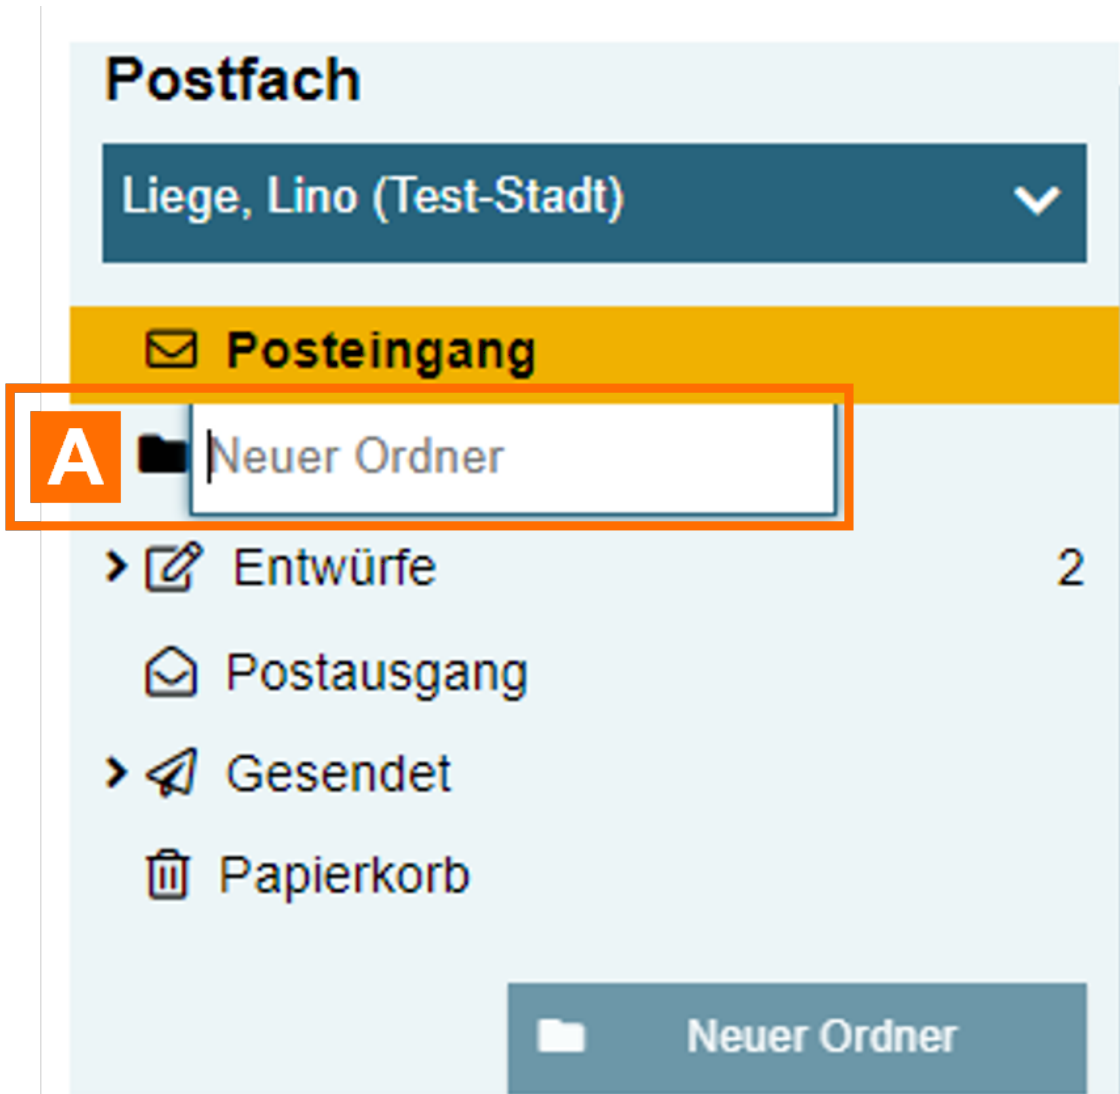 Postfach
Liege, Lino (Test-Stadt)
Posteingang
A Neuer Ordner
Entwürfe 2
Postausgang
Gesendet
Papierkorb
Neuer Ordner